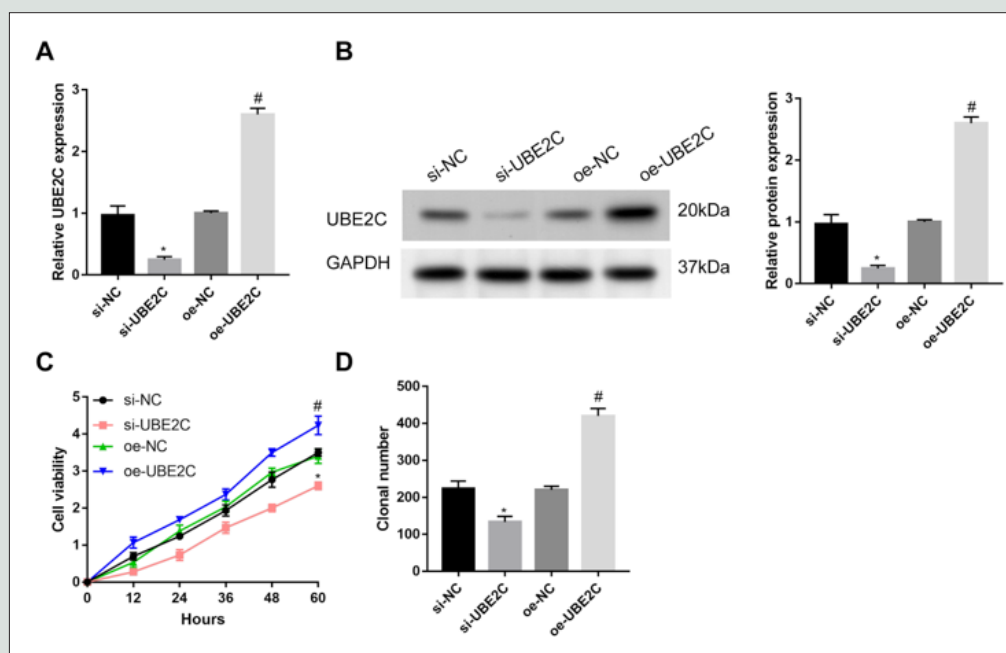 A
Relative UBE2C expression
3
2
1
0
#
*
si-NC
si-UBE2C
oe-NC
oe-UBE2C
B
si-NC
si-UBE2C
oe-NC
oe-UBE2C
UBE2C
20kDa
GAPDH
37kDa
Relative protein expression
3
2
1
0
#
*
si-NC
si-UBE2C
oe-NC
oe-UBE2C
C
Cell viability
5
4
3
2
1
0
si-NC
si-UBE2C
oe-NC
oe-UBE2C
#
*
0 12 24 36 48 60
Hours
D
Clonal number
500
400
300
200
100
0
#
*
si-NC
si-UBE2C
oe-NC
oe-UBE2C